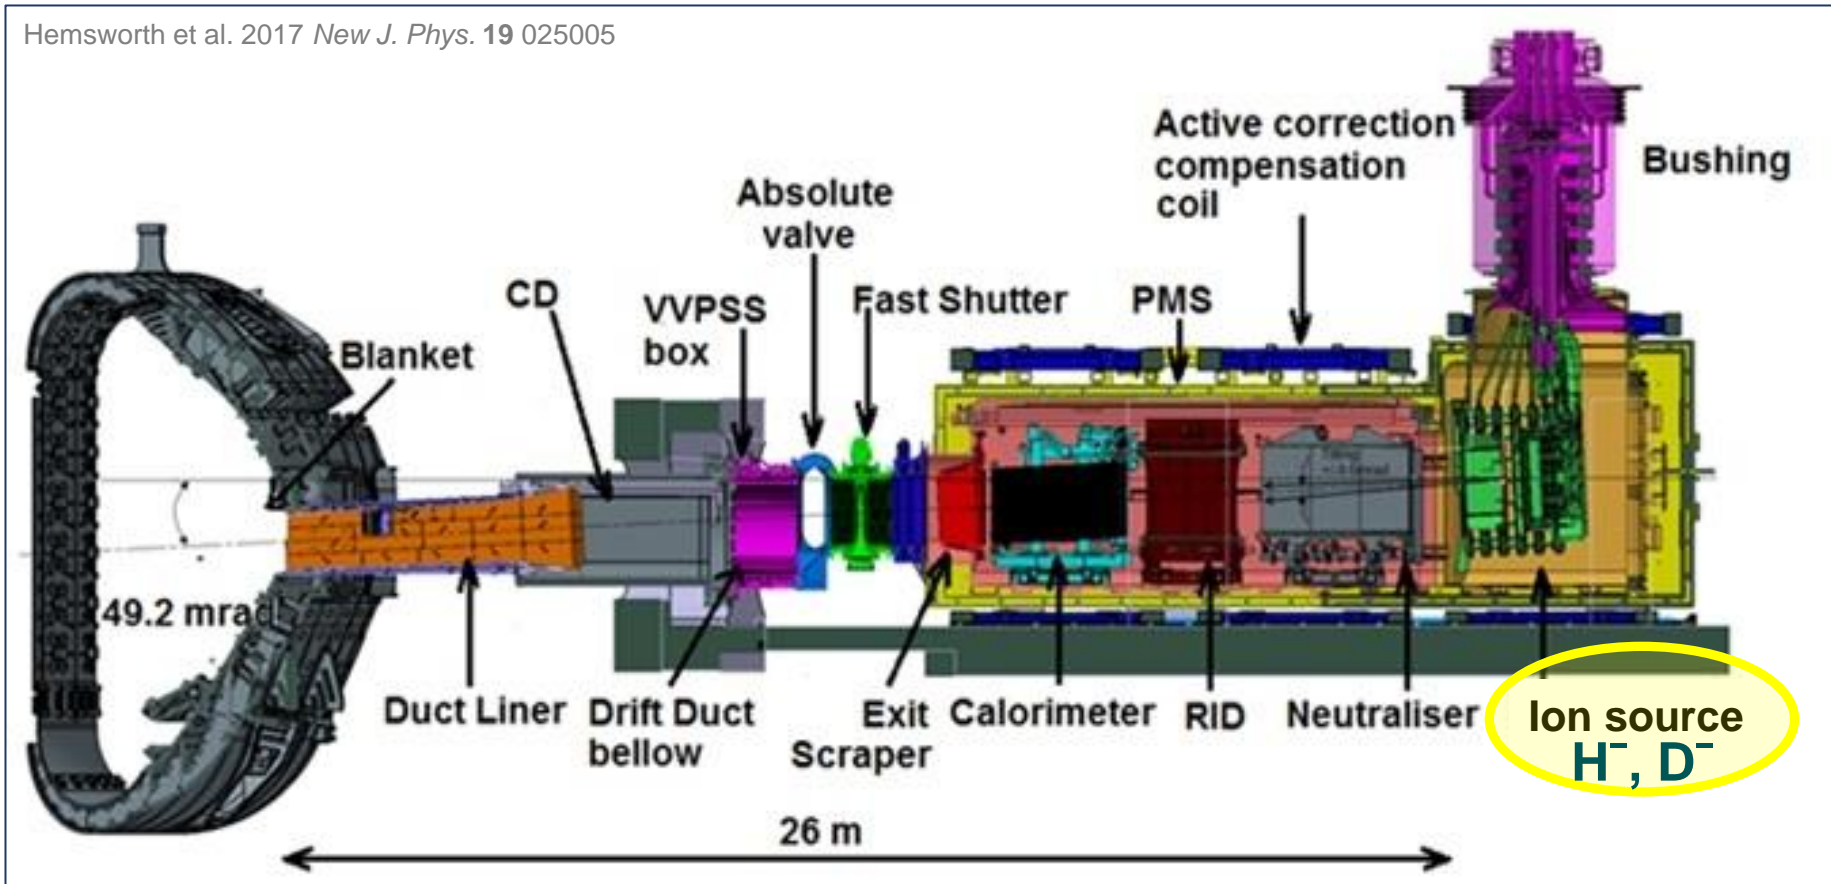 Hemsworth et al. 2017 New J. Phys. 19 025005
Active correction
compensation
coil
Bushing
Absolute
valve
CD
VVPSS
box
Fast Shutter
PMS
Blanket
49.2 mrad
Duct Liner
Drift Duct
bellow
Exit
Scraper
Calorimeter
RID
Neutraliser
Ion source
H⁻, D⁻
26 m